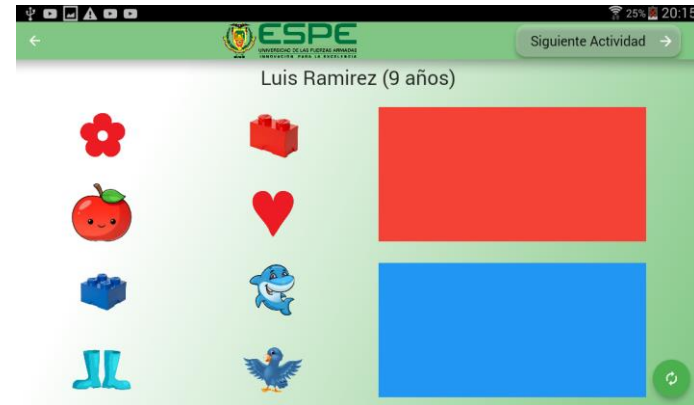 25% 20:15
ESPE
UNIVERSIDAD DE LAS FUERZAS ARMADAS
INNOVACIÓN PARA LA EXCELENCIA
Siguiente Actividad
Luis Ramirez (9 años)